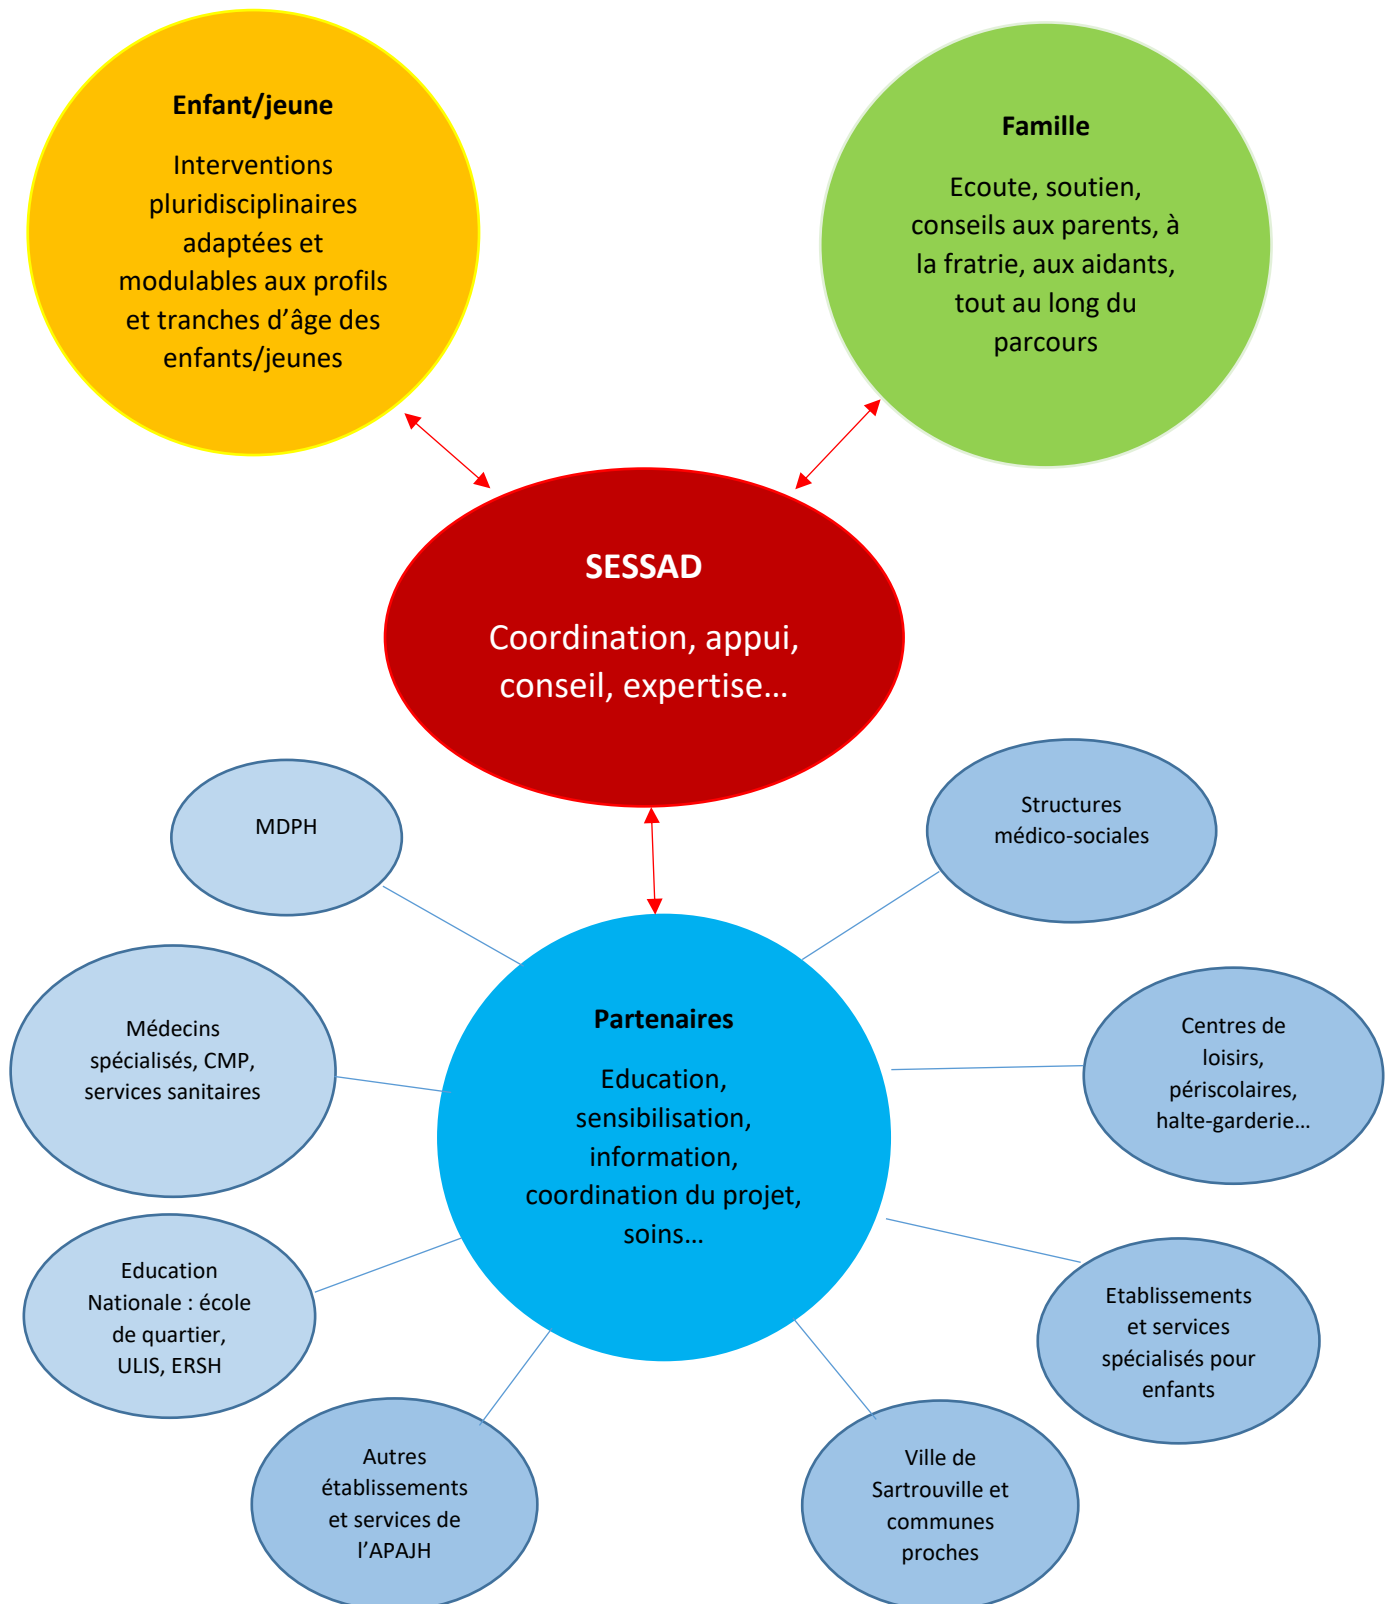 Enfant/jeune
Interventions
pluridisciplinaires
adaptées et
modulables aux profils
et tranches d’âge des
enfants/jeunes
Famille
Ecoute, soutien,
conseils aux parents, à
la fratrie, aux aidants,
tout au long du
parcours
SESSAD
Coordination, appui,
conseil, expertise…
MDPH
Structures
médico-sociales
Médecins
spécialisés, CMP,
services sanitaires
Partenaires
Education,
sensibilisation,
information,
coordination du projet,
soins…
Centres de
loisirs,
périscolaires,
halte-garderie…
Education
Nationale : école
de quartier,
ULIS, ERSH
Etablissements
et services
spécialisés pour
enfants
Autres
établissements
et services de
l’APAJH
Ville de
Sartrouville et
communes
proches